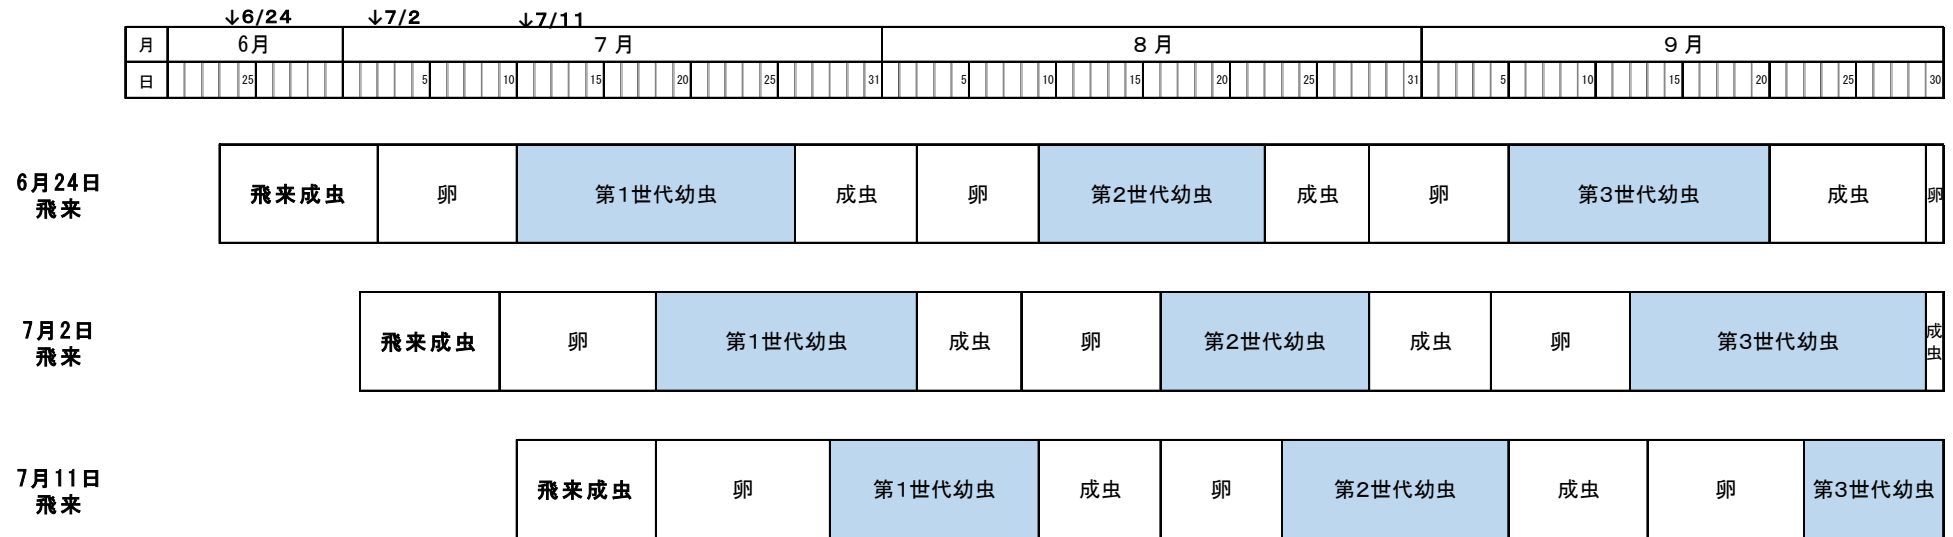 ↓6/24 ↓7/2 ↓7/11
月 6月 7月 8月 9月
日 25 5 10 15 20 25 31 5 10 15 20 25 31 5 10 15 20 25 30
6月24日
飛来
飛来成虫 卵 第1世代幼虫 成虫 卵 第2世代幼虫 成虫 卵 第3世代幼虫 成虫 卵
7月2日
飛来
飛来成虫 卵 第1世代幼虫 成虫 卵 第2世代幼虫 成虫 卵 第3世代幼虫 成虫
7月11日
飛来
飛来成虫 卵 第1世代幼虫 成虫 卵 第2世代幼虫 成虫 卵 第3世代幼虫